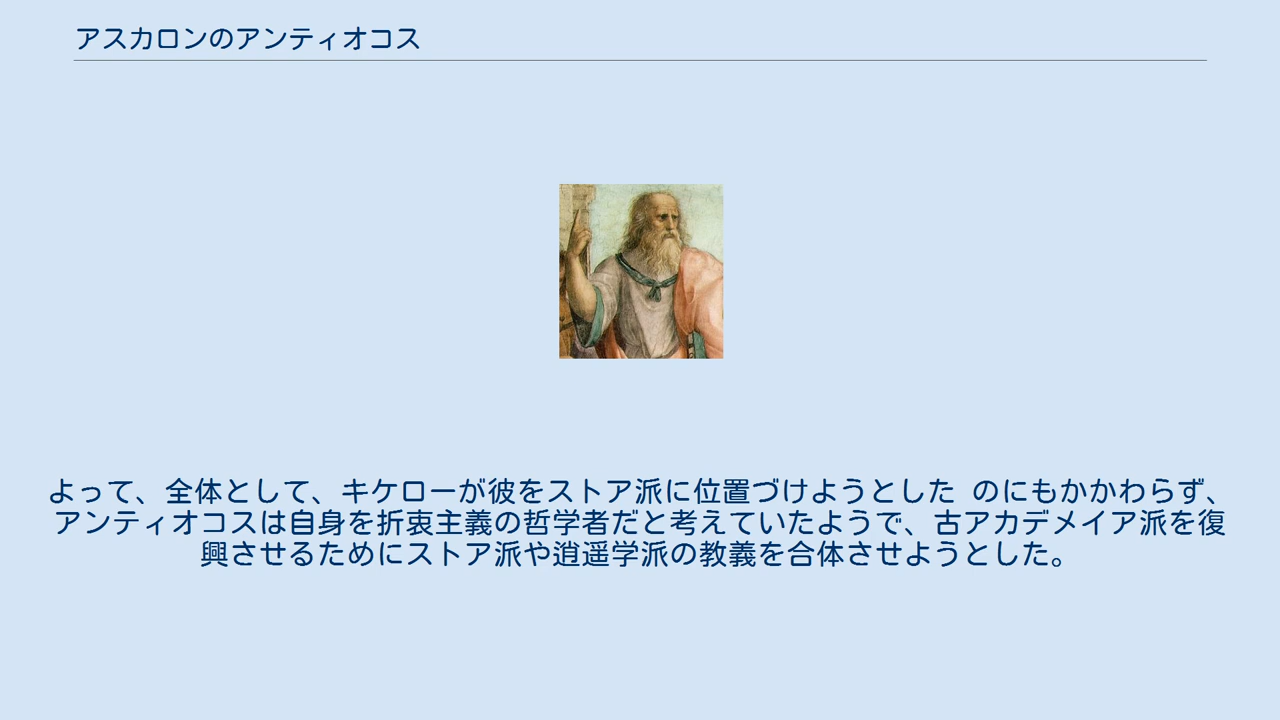 アスカロンのアンティオコス
よって、全体として、キケローが彼をストア派に位置づけようとした のにもかかわらず、
アンティオコスは自身を折衷主義の哲学者だと考えていたようで、古アカデメイア派を復
興させるためにストア派や逍遥学派の教義を合体させようとした。